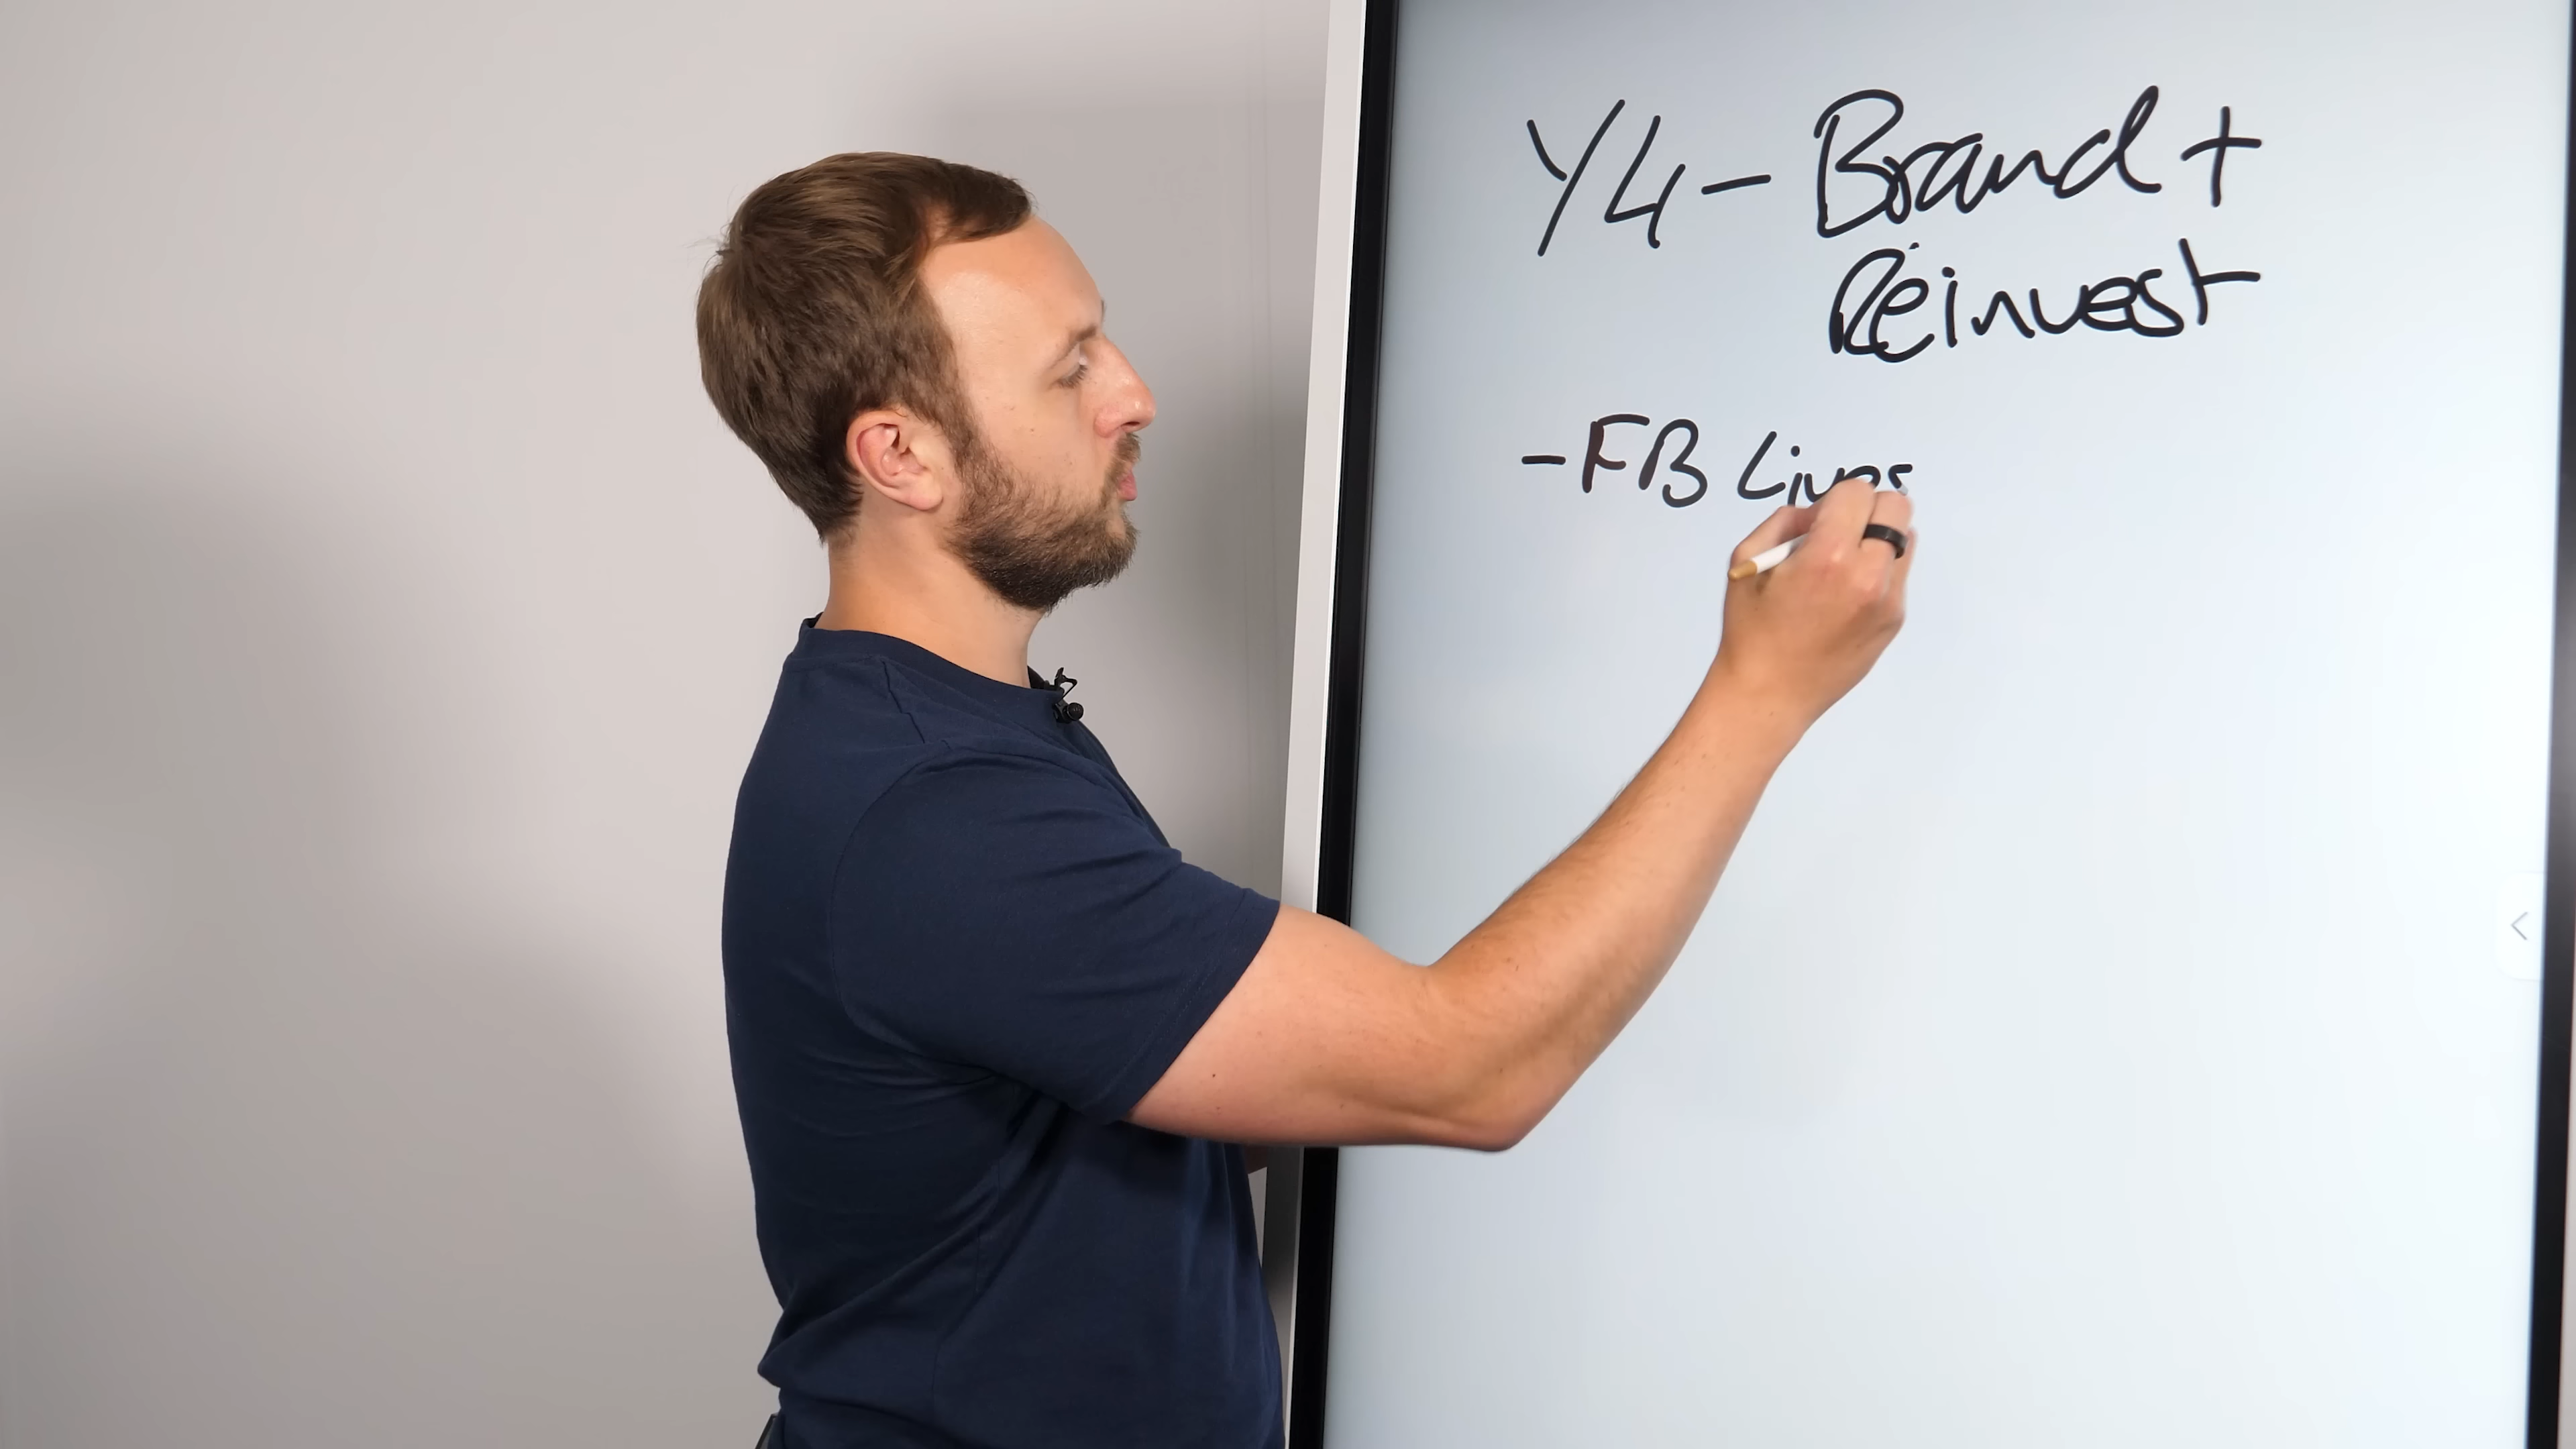 Y4 - Brand +
Reinvest
- FB Lives